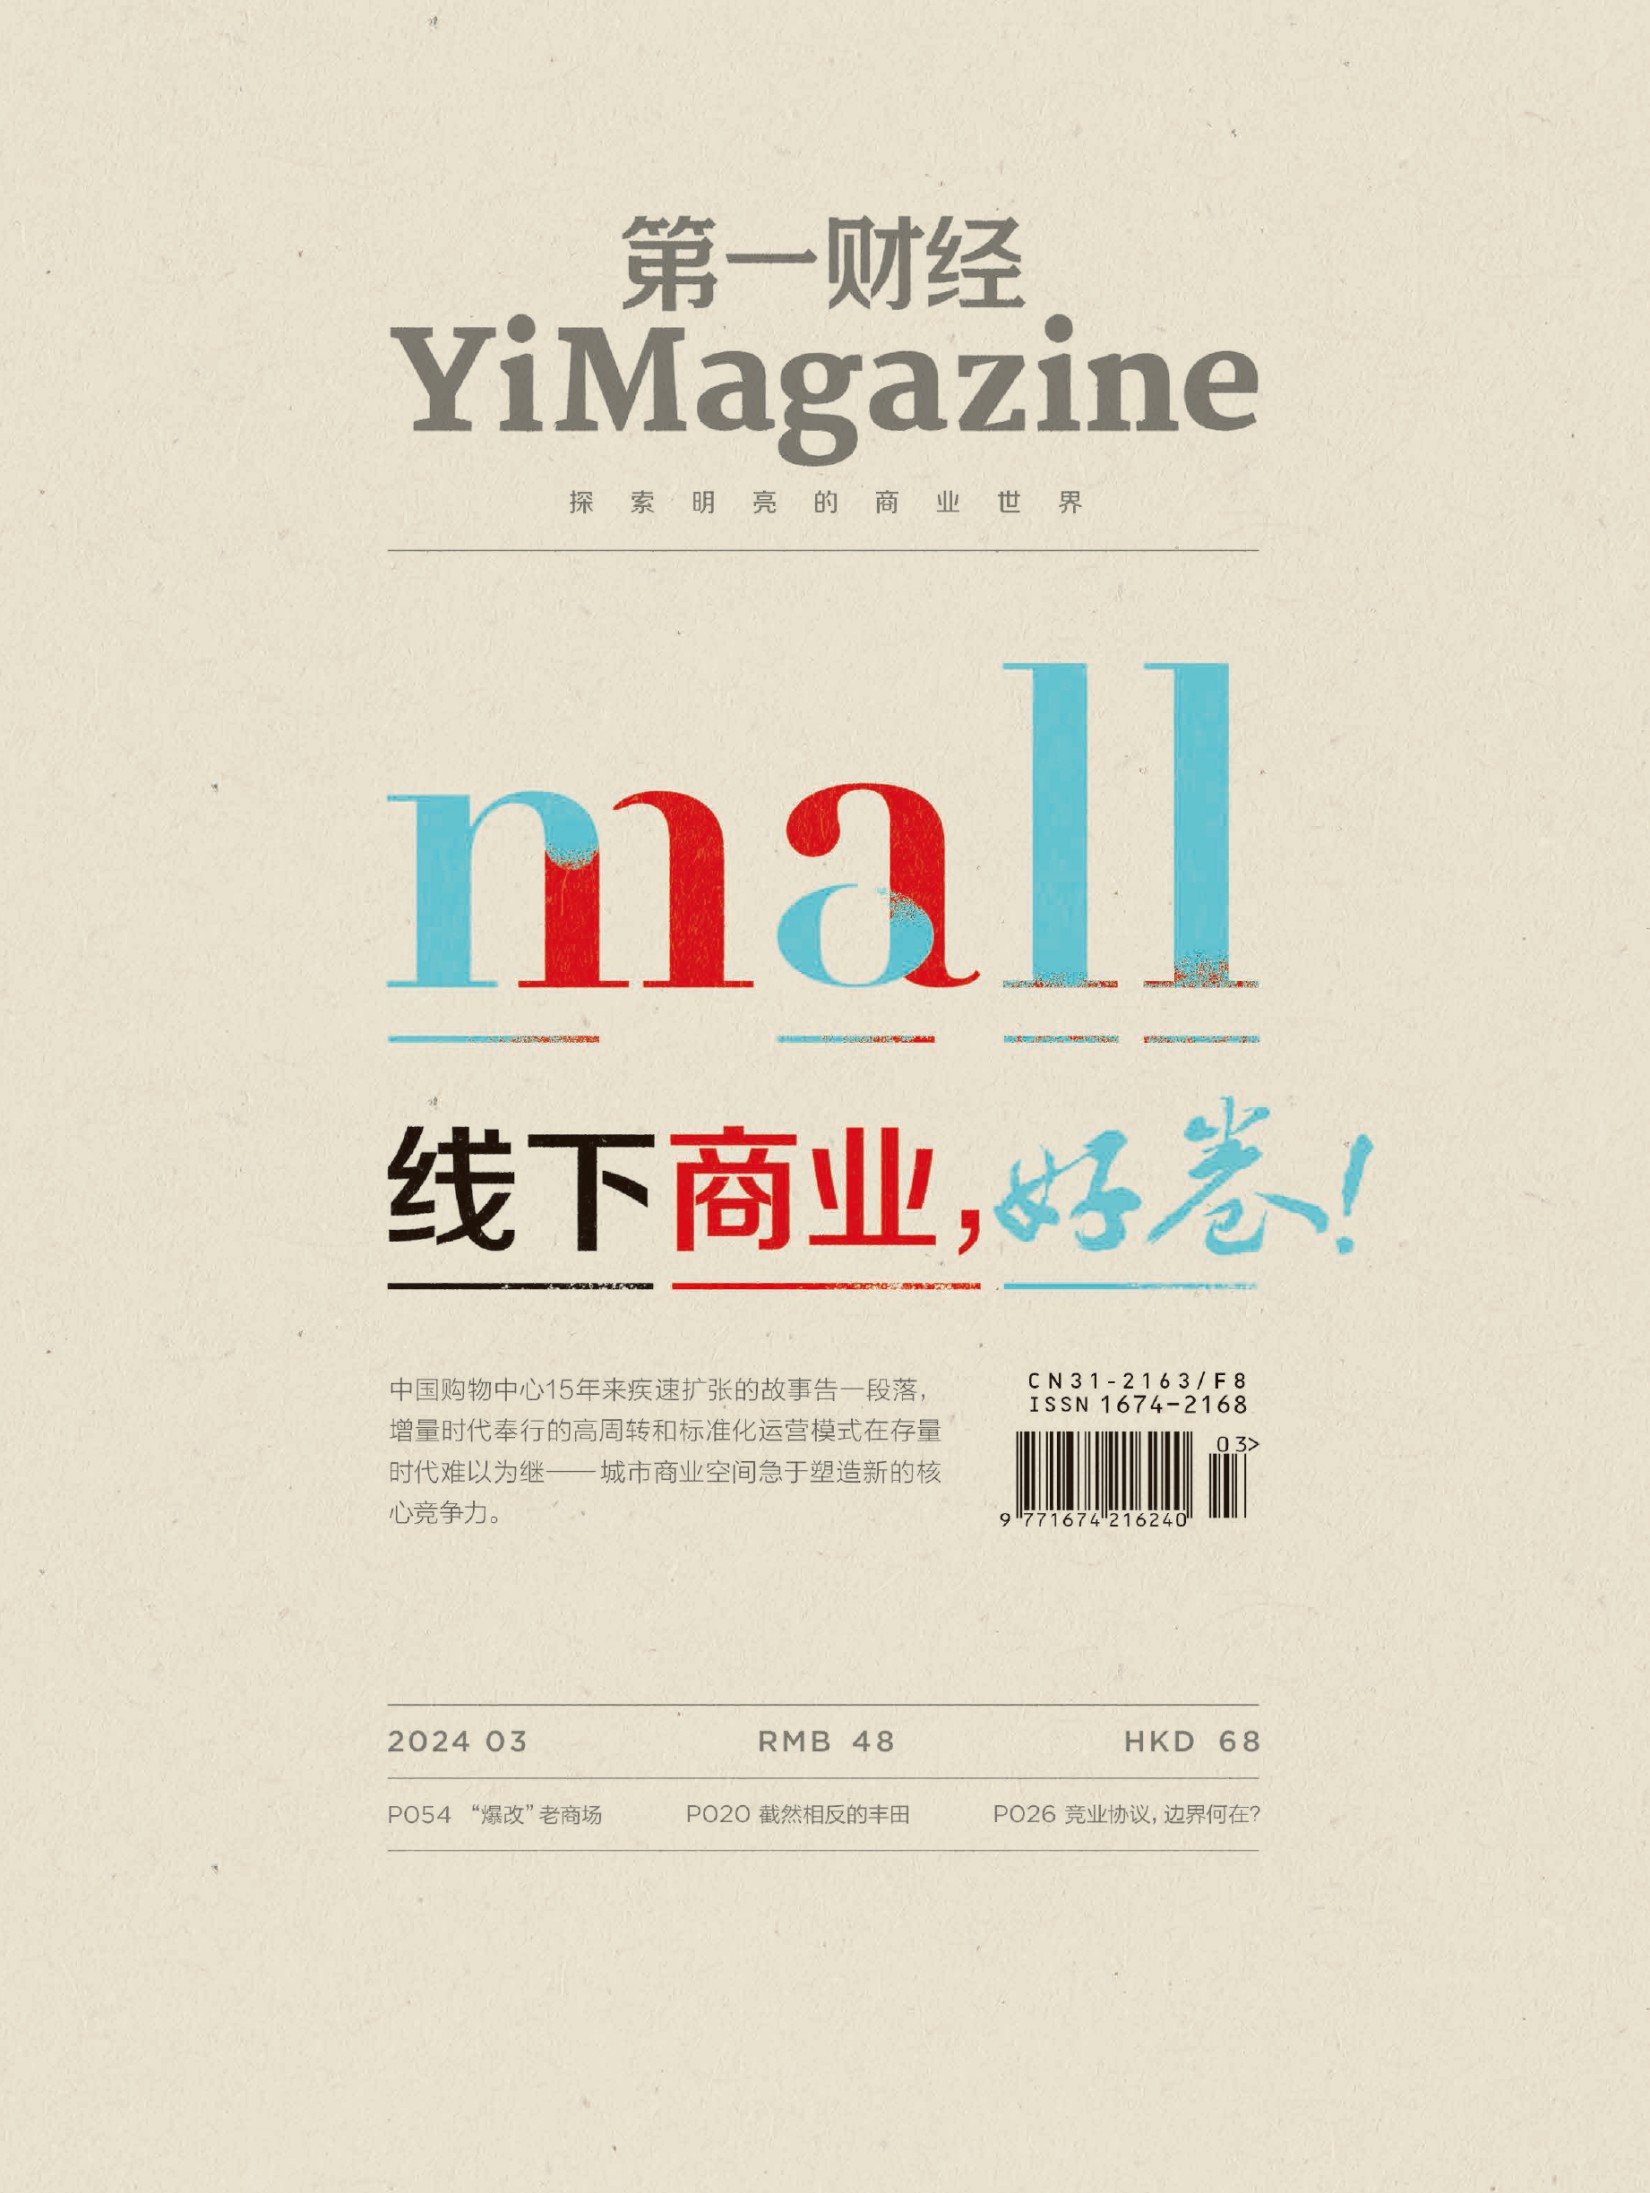 第一财经
YiMagazine
探索明亮的商业世界
mall
线下商业,好卷!
中国购物中心15年来疾速扩张的故事告一段落，
增量时代奉行的高周转和标准化运营模式在存量
时代难以为继——城市商业空间急于塑造新的核
心竞争力。
CN31-2163/F8
ISSN 1674-2168
03>
9 771674 216240
2024 03 RMB 48 HKD 68
P054 “爆改”老商场 P020 截然相反的丰田 P026 竞业协议,边界何在?